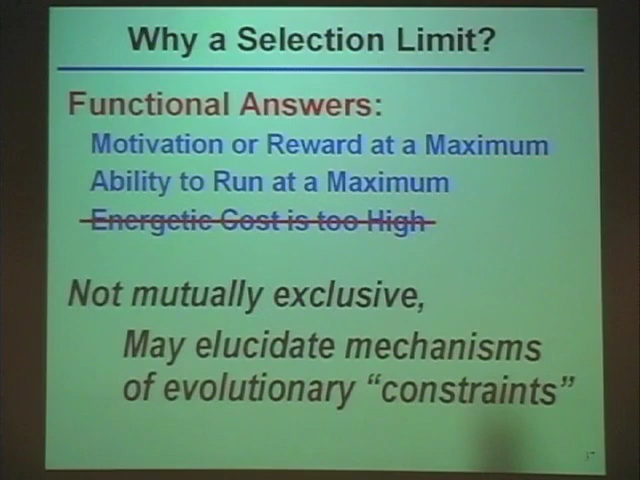 Why a Selection Limit?
Functional Answers:
Motivation or Reward at a Maximum
Ability to Run at a Maximum
Energetic Cost is too High
Not mutually exclusive,
May elucidate mechanisms
of evolutionary “constraints”
37